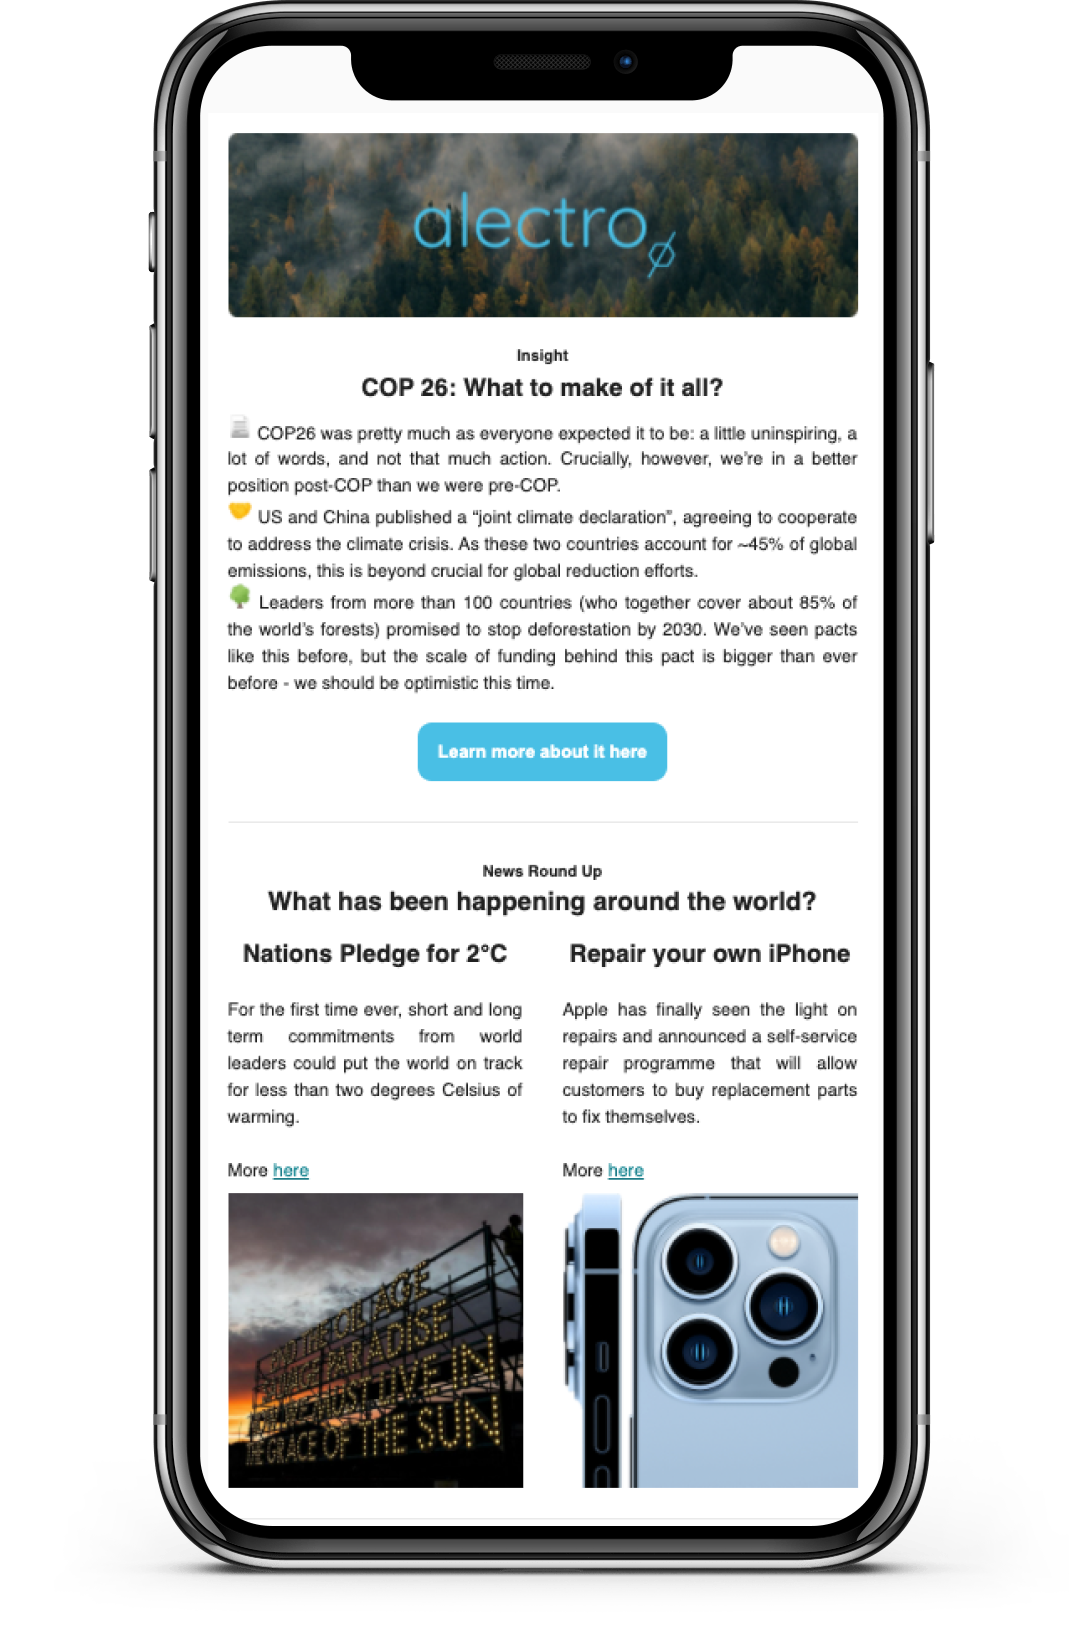 alectro
Insight
COP 26: What to make of it all?
COP26 was pretty much as everyone expected it to be: a little uninspiring, a
lot of words, and not that much action. Crucially, however, we’re in a better
position post-COP than we were pre-COP.
US and China published a “joint climate declaration”, agreeing to cooperate
to address the climate crisis. As these two countries account for ~45% of global
emissions, this is beyond crucial for global reduction efforts.
Leaders from more than 100 countries (who together cover about 85% of
the world’s forests) promised to stop deforestation by 2030. We’ve seen pacts
like this before, but the scale of funding behind this pact is bigger than ever
before - we should be optimistic this time.
Learn more about it here
News Round Up
What has been happening around the world?
Nations Pledge for 2°C
For the first time ever, short and long
term commitments from world
leaders could put the world on track
for less than two degrees Celsius of
warming.
More here
OIL AGE
PARADISE
MUST LIVE IN
THE GRACE OF THE SUN
Repair your own iPhone
Apple has finally seen the light on
repairs and announced a self-service
repair programme that will allow
customers to buy replacement parts
to fix themselves.
More here